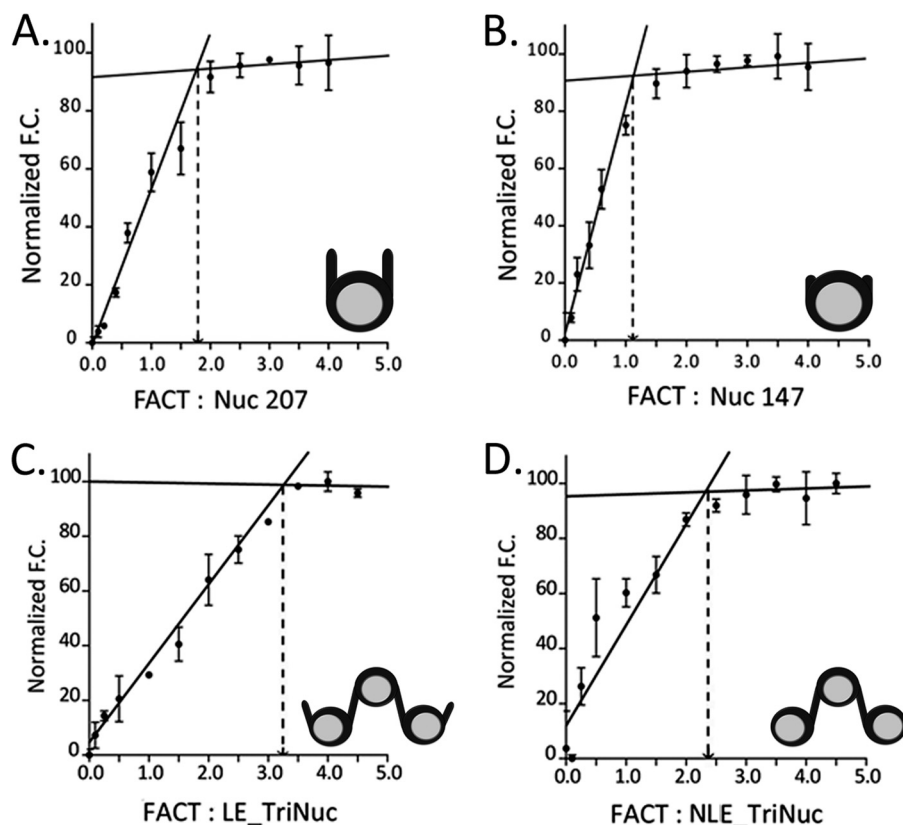 A.
Normalized F.C.
100
80
60
40
20
0
0.0 1.0 2.0 3.0 4.0 5.0
FACT : Nuc 207
B.
Normalized F.C.
100
80
60
40
20
0
0.0 1.0 2.0 3.0 4.0 5.0
FACT : Nuc 147
C.
Normalized F.C.
100
80
60
40
20
0
0.0 1.0 2.0 3.0 4.0 5.0
FACT : LE_TriNuc
D.
Normalized F.C.
100
80
60
40
20
0
0.0 1.0 2.0 3.0 4.0 5.0
FACT : NLE_TriNuc